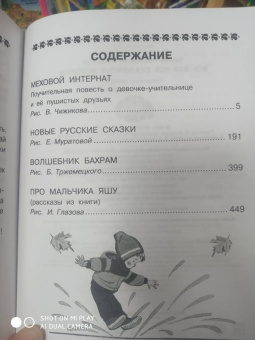 СОДЕРЖАНИЕ
МЕХОВОЙ ИНТЕРНАТ
Поучительная повесть о девочке-учительнице
и её пушистых друзьях
Рис. В. Чижикова 5
НОВЫЕ РУССКИЕ СКАЗКИ
Рис. Е. Муратовой 191
ВОЛШЕБНИК БАХРАМ
Рис. Б. Тржемецкого 399
ПРО МАЛЬЧИКА ЯШУ
(рассказы из книги)
Рис. И. Глазова 449
SHOT ON MI PLAY
AI DUAL CAMERA